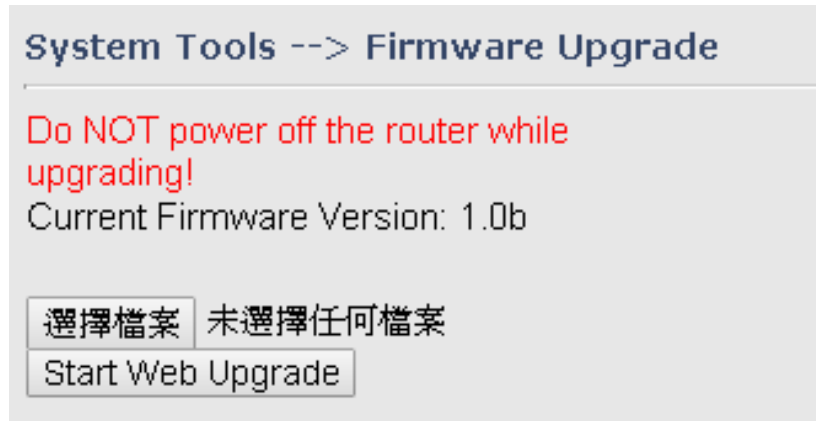 System Tools --> Firmware Upgrade
Do NOT power off the router while
upgrading!
Current Firmware Version: 1.0b
選擇檔案 未選擇任何檔案
Start Web Upgrade